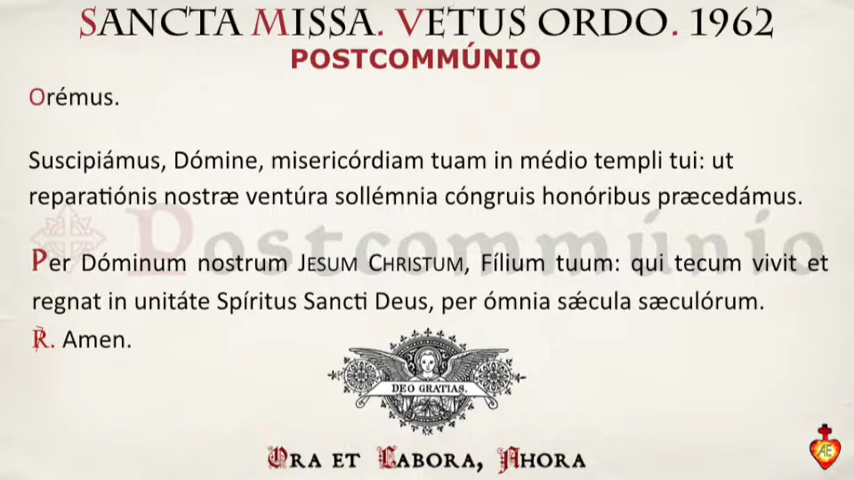 SANCTA MISSA. VETUS ORDO. 1962
POSTCOMMÚNIO
Orémus.
Suscipiámus, Dómine, misericórdiam tuam in médio templi tui: ut
reparatiónis nostræ ventúra sollémnia cóngruis honóribus præcedámus.
Postcommúnio
Per Dóminum nostrum JESUM CHRISTUM, Fílium tuum: qui tecum vivit et
regnat in unitáte Spíritus Sancti Deus, per ómnia sǽcula sæculórum.
℟. Amen.
DEO GRATIAS.
ORA ET LABORA, AHORA
Æ